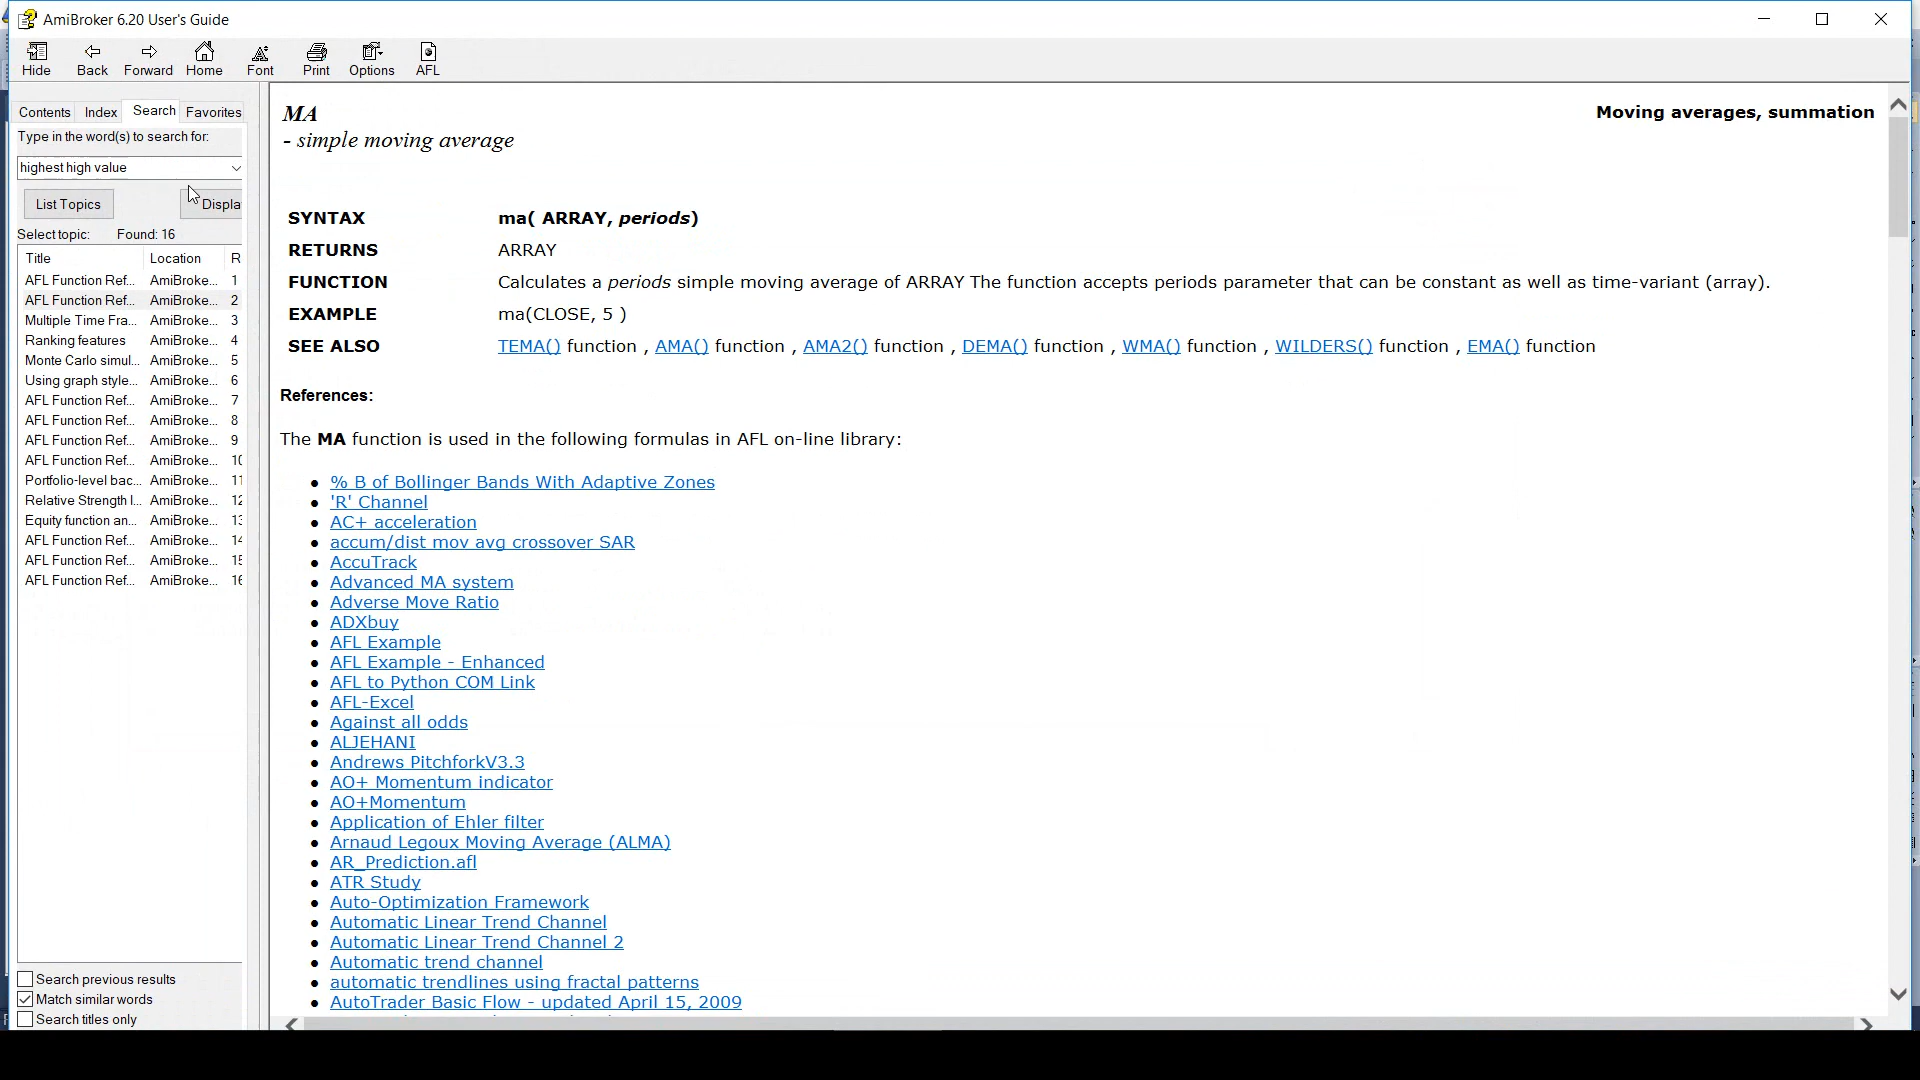 AmiBroker 6.20 User's Guide
Hide Back Forward Home Font Print Options AFL
Contents Index Search Favorites
Type in the word(s) to search for:
highest high value
List Topics Displa
Select topic: Found: 16
Title Location R
AFL Function Ref... AmiBroke... 1
AFL Function Ref... AmiBroke... 2
Multiple Time Fra... AmiBroke... 3
Ranking features AmiBroke... 4
Monte Carlo simul... AmiBroke... 5
Using graph style... AmiBroke... 6
AFL Function Ref... AmiBroke... 7
AFL Function Ref... AmiBroke... 8
AFL Function Ref... AmiBroke... 9
AFL Function Ref... AmiBroke... 10
Portfolio-level bac... AmiBroke... 11
Relative Strength I... AmiBroke... 12
Equity function an... AmiBroke... 13
AFL Function Ref... AmiBroke... 14
AFL Function Ref... AmiBroke... 15
AFL Function Ref... AmiBroke... 16
Search previous results
Match similar words
Search titles only
MA
Moving averages, summation
- simple moving average
SYNTAX ma( ARRAY, periods)
RETURNS ARRAY
FUNCTION Calculates a periods simple moving average of ARRAY The function accepts periods parameter that can be constant as well as time-variant (array).
EXAMPLE ma(CLOSE, 5 )
SEE ALSO TEMA() function , AMA() function , AMA2() function , DEMA() function , WMA() function , WILDERS() function , EMA() function
References:
The MA function is used in the following formulas in AFL on-line library:
• % B of Bollinger Bands With Adaptive Zones
• 'R' Channel
• AC+ acceleration
• accum/dist mov avg crossover SAR
• AccuTrack
• Advanced MA system
• Adverse Move Ratio
• ADXbuy
• AFL Example
• AFL Example - Enhanced
• AFL to Python COM Link
• AFL-Excel
• Against all odds
• ALJEHANI
• Andrews PitchforkV3.3
• AO+ Momentum indicator
• AO+Momentum
• Application of Ehler filter
• Arnaud Legoux Moving Average (ALMA)
• AR_Prediction.afl
• ATR Study
• Auto-Optimization Framework
• Automatic Linear Trend Channel
• Automatic Linear Trend Channel 2
• Automatic trend channel
• automatic trendlines using fractal patterns
• AutoTrader Basic Flow - updated April 15, 2009